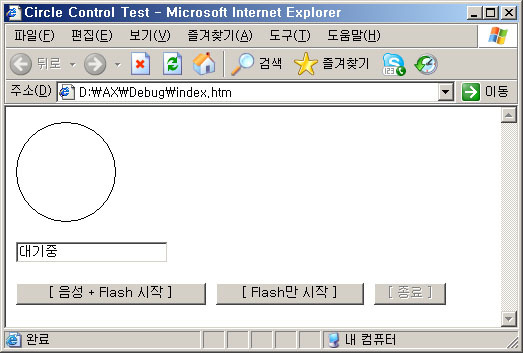 Circle Control Test - Microsoft Internet Explorer
파일(F) 편집(E) 보기(V) 즐겨찾기(A) 도구(T) 도움말(H)
뒤로 검색 즐겨찾기
주소(D) D:\AX\Debug\index.htm 이동
대기중
[ 음성 + Flash 시작 ] [ Flash만 시작 ] [ 종료 ]
완료 내 컴퓨터